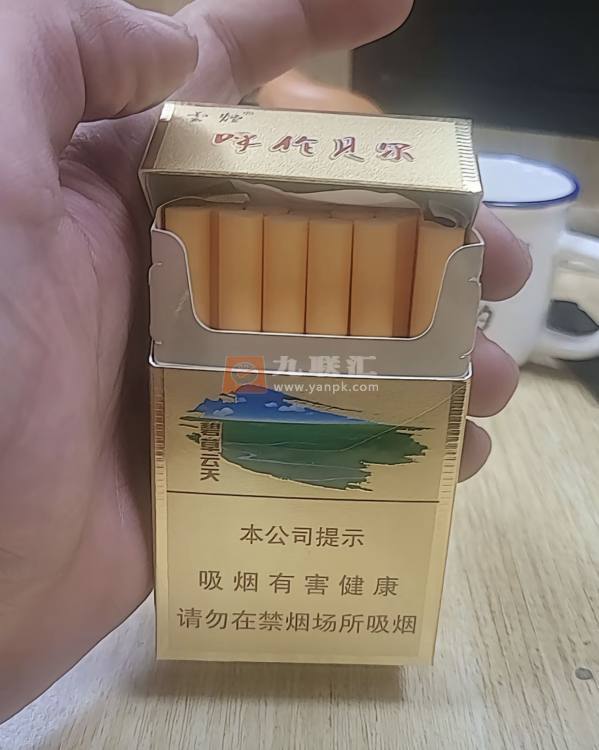 呼伦贝尔
九联汇
www.yanpk.com
碧草云天
本公司提示
吸烟有害健康
请勿在禁烟场所吸烟